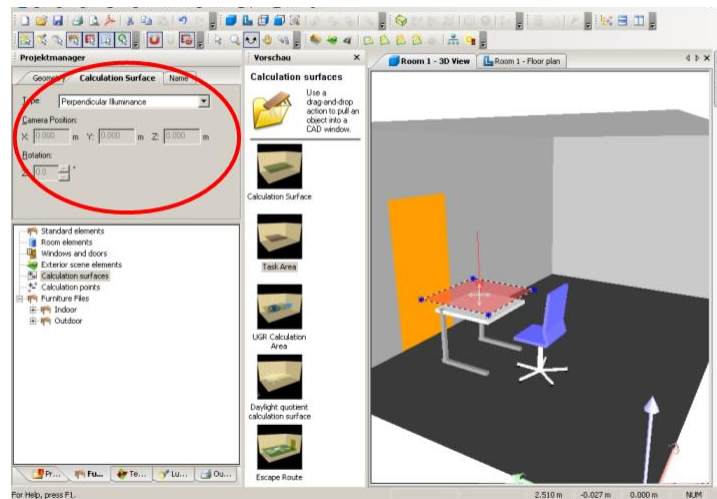 Projektmanager
Geometry Calculation Surface Name
Type Perpendicular Illuminance
Camera Position:
X: 0.000 m Y: 0.000 m Z: 0.000 m
Rotation:
Z: 0.0 °
Standard elements
Room elements
Windows and doors
Exterior scene elements
Calculation surfaces
Calculation points
Furniture Files
Indoor
Outdoor
Pr... Fu... Te... Lu... Ou...
For Help, press F1.
Vorschau X
Calculation surfaces
Use a
drag-and-drop
action to pull an
object into a
CAD window.
Calculation Surface
Task Area
UGR Calculation
Area
Daylight quotient
calculation surface
Escape Route
Room 1 - 3D View Room 1 - Floor plan
2.510 m -0.027 m 0.000 m NUM